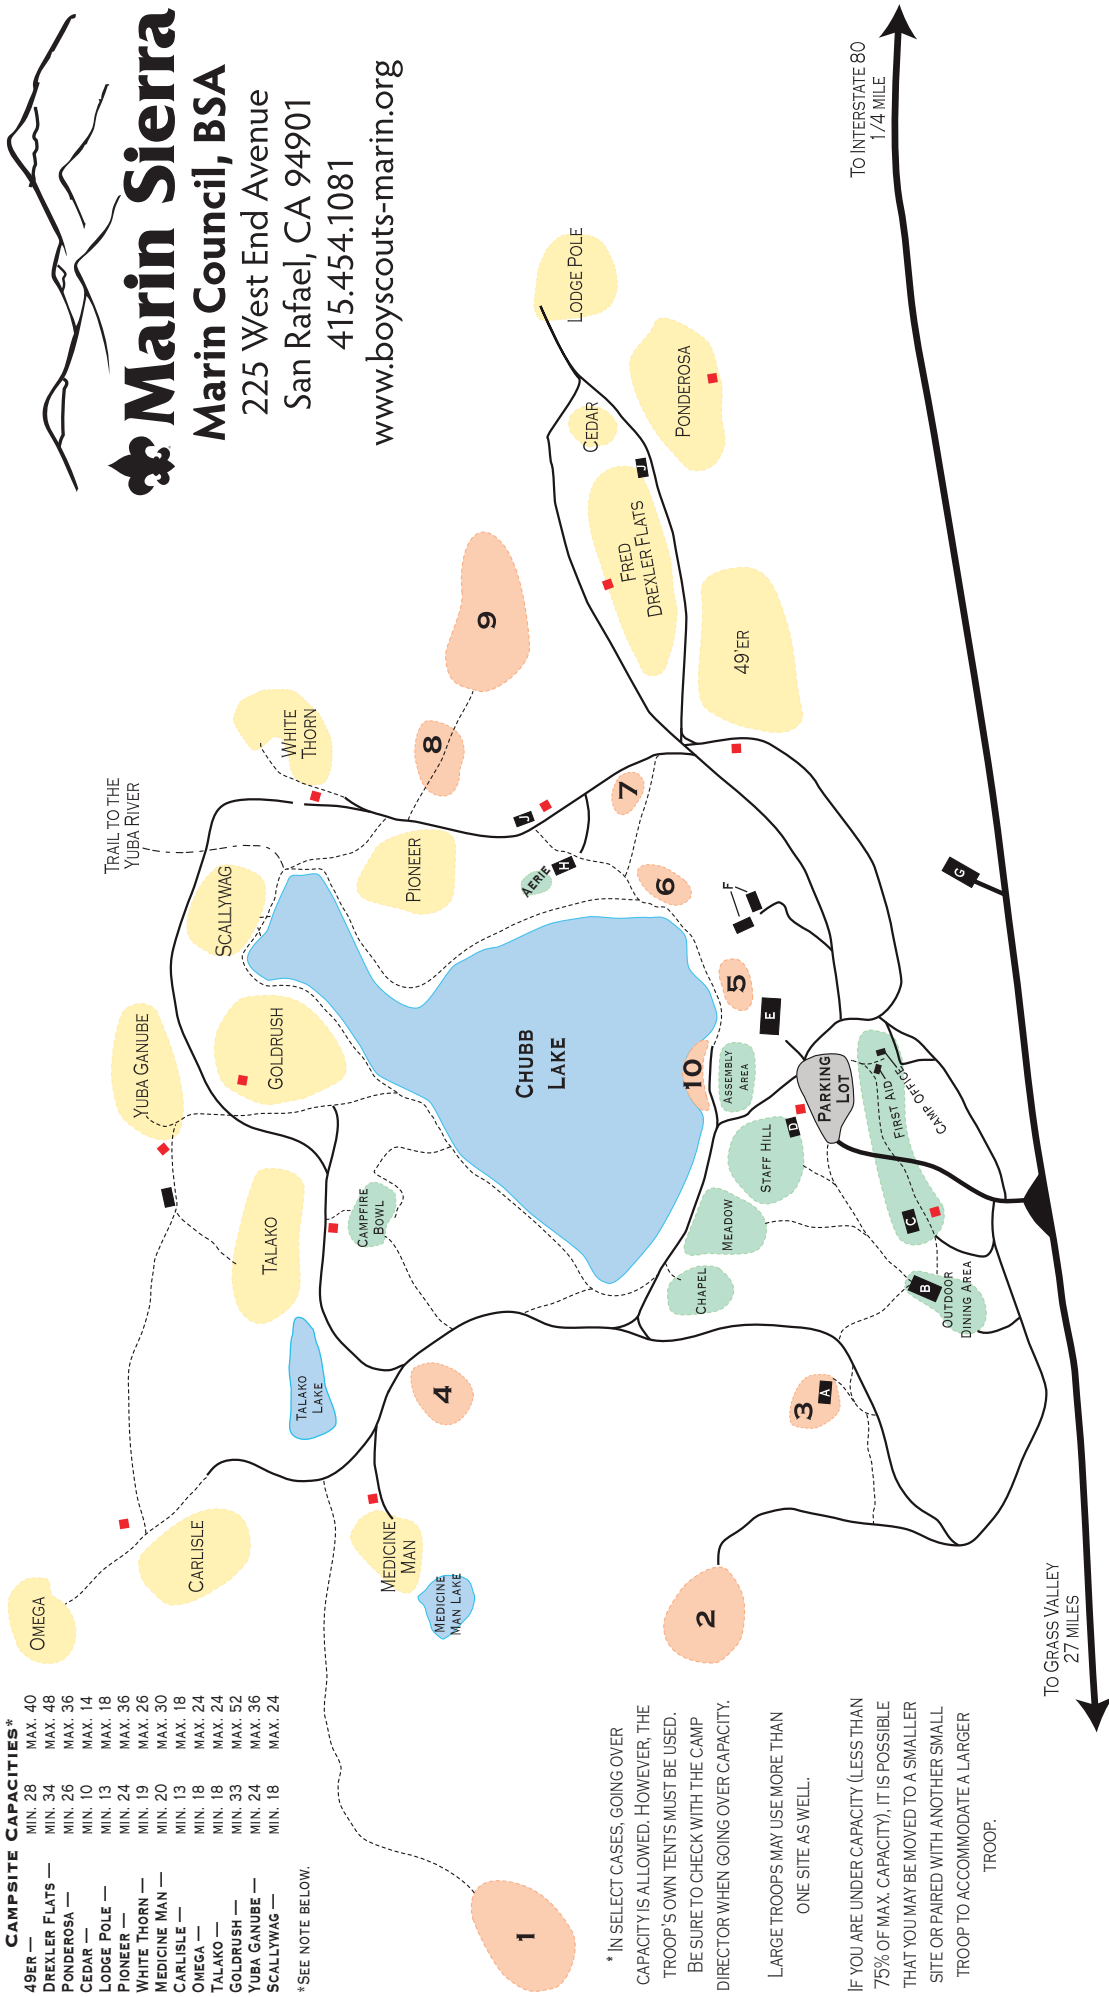 CAMPSITE CAPACITIES*
49ER — MIN. 28 MAX. 40
DREXLER FLATS — MIN. 34 MAX. 48
PONDEROSA — MIN. 26 MAX. 36
CEDAR — MIN. 10 MAX. 14
LODGE POLE — MIN. 13 MAX. 18
PIONEER — MIN. 24 MAX. 36
WHITE THORN — MIN. 19 MAX. 26
MEDICINE MAN — MIN. 20 MAX. 30
CARLISLE — MIN. 13 MAX. 18
OMEGA — MIN. 18 MAX. 24
TALAKO — MIN. 18 MAX. 24
GOLDRUSH — MIN. 33 MAX. 52
YUBA GANUBE — MIN. 24 MAX. 36
SCALLYWAG — MIN. 18 MAX. 24
*SEE NOTE BELOW.
Marin Sierra
Marin Council, BSA
225 West End Avenue
San Rafael, CA 94901
415.454.1081
www.boyscouts-marin.org
OMEGA
CARLISLE
YUBA GANUBE
TRAIL TO THE
YUBA RIVER
SCALLYWAG
GOLDRUSH
TALAKO
WHITE
THORN
TALAKO
LAKE
CAMPFIRE
BOWL
PIONEER
MEDICINE
MAN
MEDICINE
MAN LAKE
4
8
9
1
CHUBB
LAKE
AERIE
H
J
LODGE POLE
CEDAR
FRED
DREXLER FLATS
J
PONDEROSA
7
6
10
5
49'ER
2
CHAPEL
MEADOW
STAFF HILL
ASSEMBLY
AREA
F
E
D
3
A
PARKING
LOT
FIRST AID
CAMP OFFICE
C
B
OUTDOOR
DINING AREA
G
TO INTERSTATE 80
1/4 MILE
TO GRASS VALLEY
27 MILES
* IN SELECT CASES, GOING OVER
CAPACITY IS ALLOWED. HOWEVER, THE
TROOP'S OWN TENTS MUST BE USED.
BE SURE TO CHECK WITH THE CAMP
DIRECTOR WHEN GOING OVER CAPACITY.
LARGE TROOPS MAY USE MORE THAN
ONE SITE AS WELL.
IF YOU ARE UNDER CAPACITY (LESS THAN
75% OF MAX. CAPACITY), IT IS POSSIBLE
THAT YOU MAY BE MOVED TO A SMALLER
SITE OR PAIRED WITH ANOTHER SMALL
TROOP TO ACCOMMODATE A LARGER
TROOP.